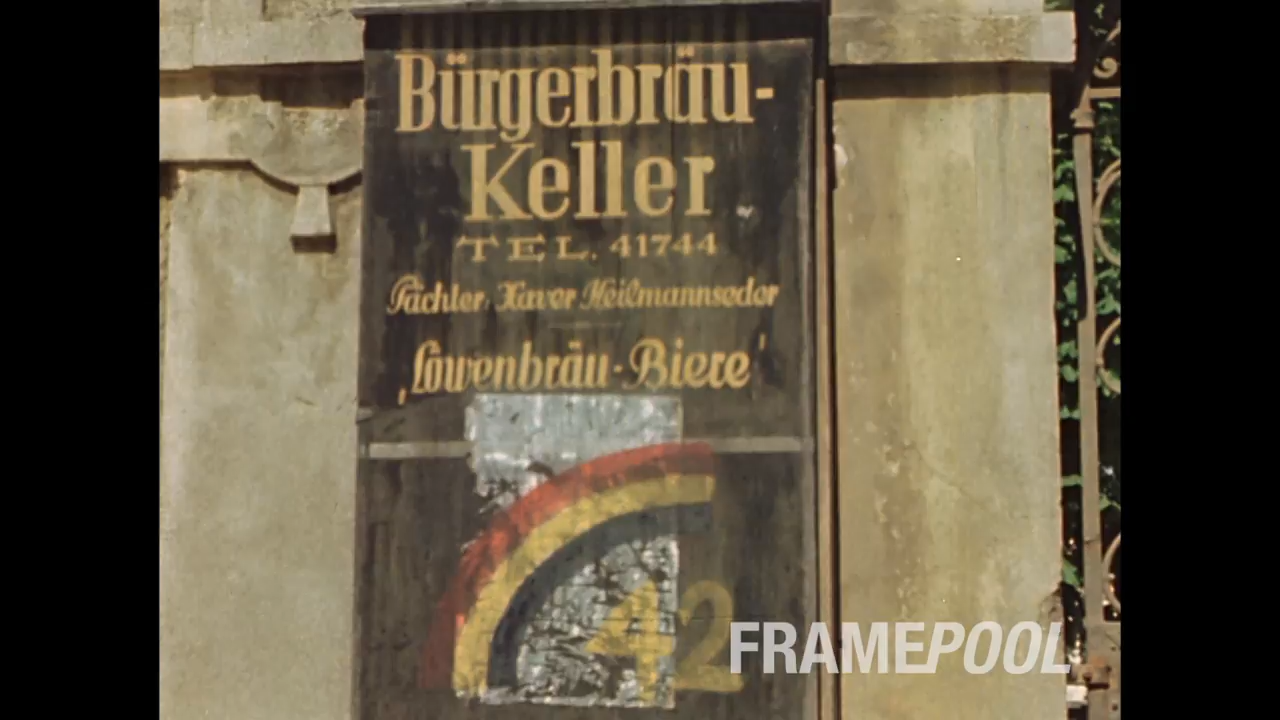 Bürgerbräu-
Keller
TEL. 41744
Pächter Xaver Heilmannseder
‚Löwenbräu-Biere'
42
FRAMEPOOL